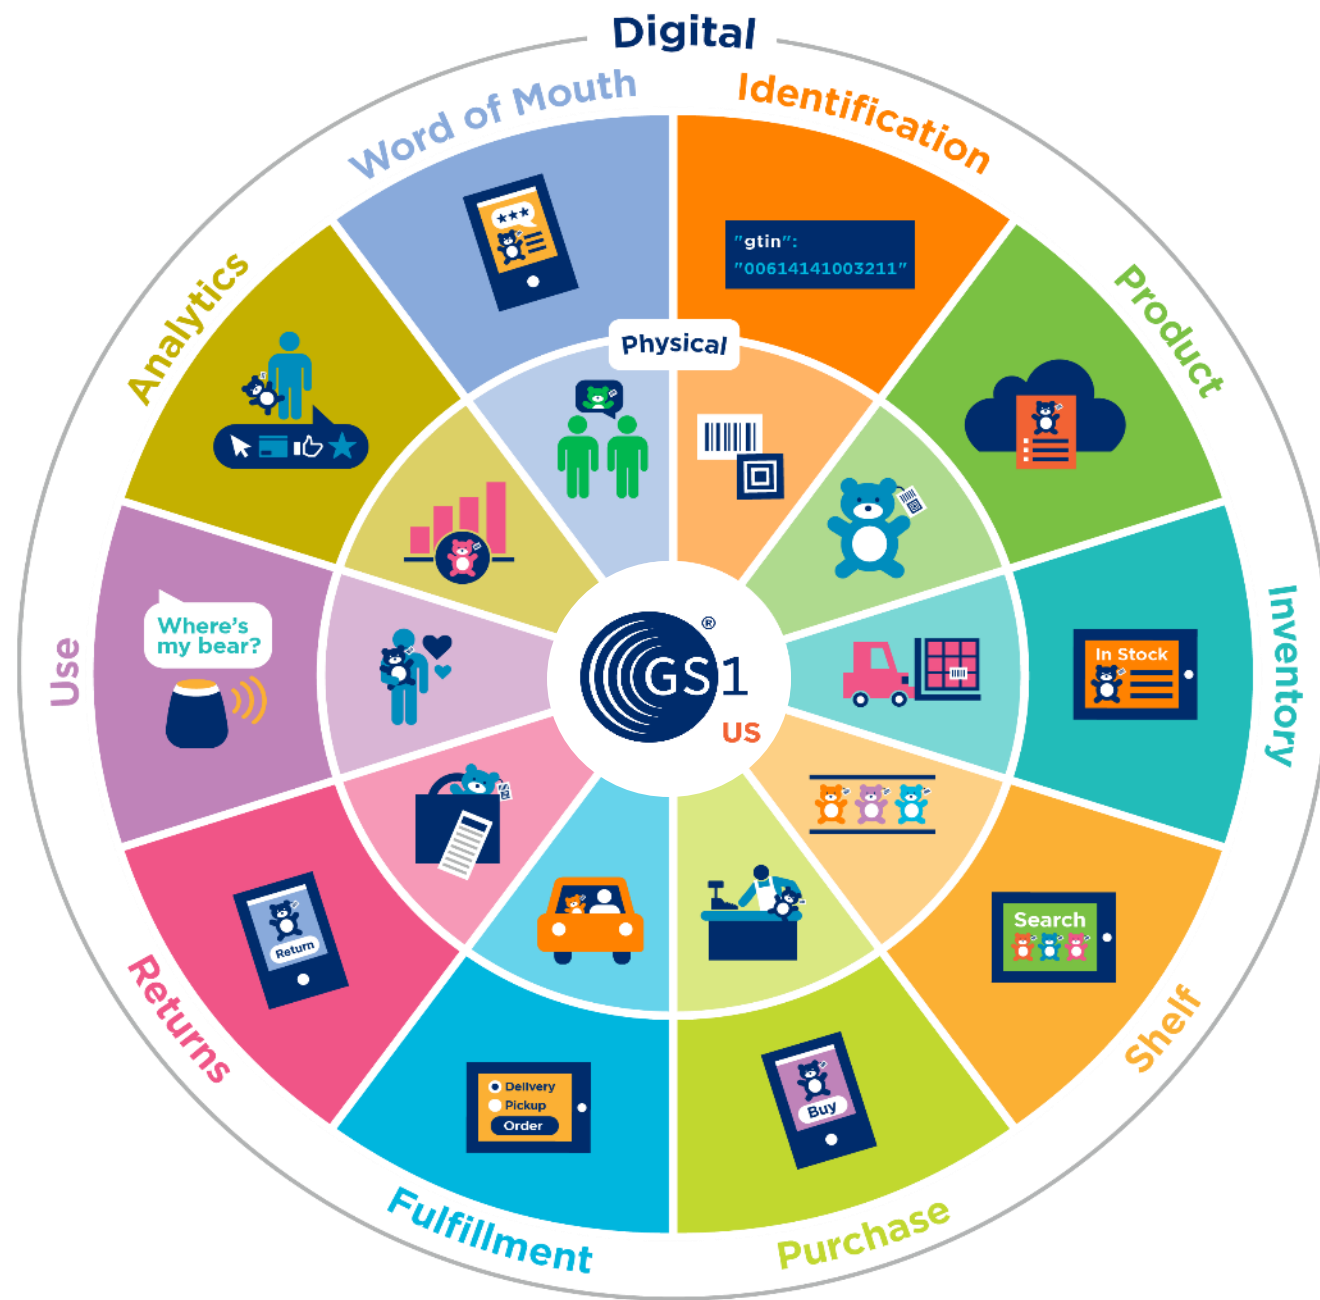 Digital
Word of Mouth
Identification
"gtin":
"00614141003211"
Physical
Analytics
Product
Where's
my bear?
Use
Inventory
In Stock
GS1
®
US
Search
Shelf
Return
Returns
Delivery
Pickup
Order
Fulfillment
Buy
Purchase